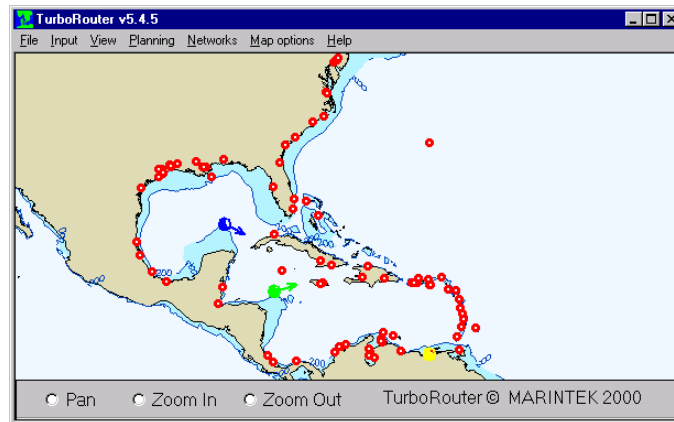 TurboRouter v5.4.5
File Input View Planning Networks Map options Help
200
200
200
Pan Zoom In Zoom Out TurboRouter © MARINTEK 2000